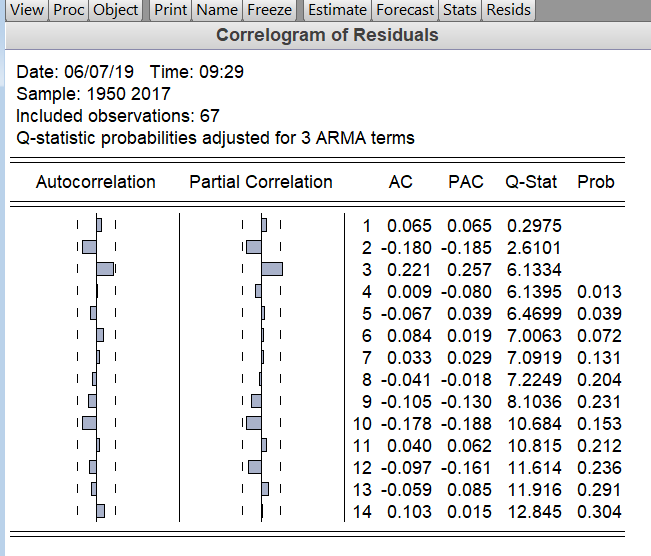 View Proc Object Print Name Freeze Estimate Forecast Stats Resids
Correlogram of Residuals
Date: 06/07/19 Time: 09:29
Sample: 1950 2017
Included observations: 67
Q-statistic probabilities adjusted for 3 ARMA terms
Autocorrelation Partial Correlation AC PAC Q-Stat Prob
1 0.065 0.065 0.2975
2 -0.180 -0.185 2.6101
3 0.221 0.257 6.1334
4 0.009 -0.080 6.1395 0.013
5 -0.067 0.039 6.4699 0.039
6 0.084 0.019 7.0063 0.072
7 0.033 0.029 7.0919 0.131
8 -0.041 -0.018 7.2249 0.204
9 -0.105 -0.130 8.1036 0.231
10 -0.178 -0.188 10.684 0.153
11 0.040 0.062 10.815 0.212
12 -0.097 -0.161 11.614 0.236
13 -0.059 0.085 11.916 0.291
14 0.103 0.015 12.845 0.304